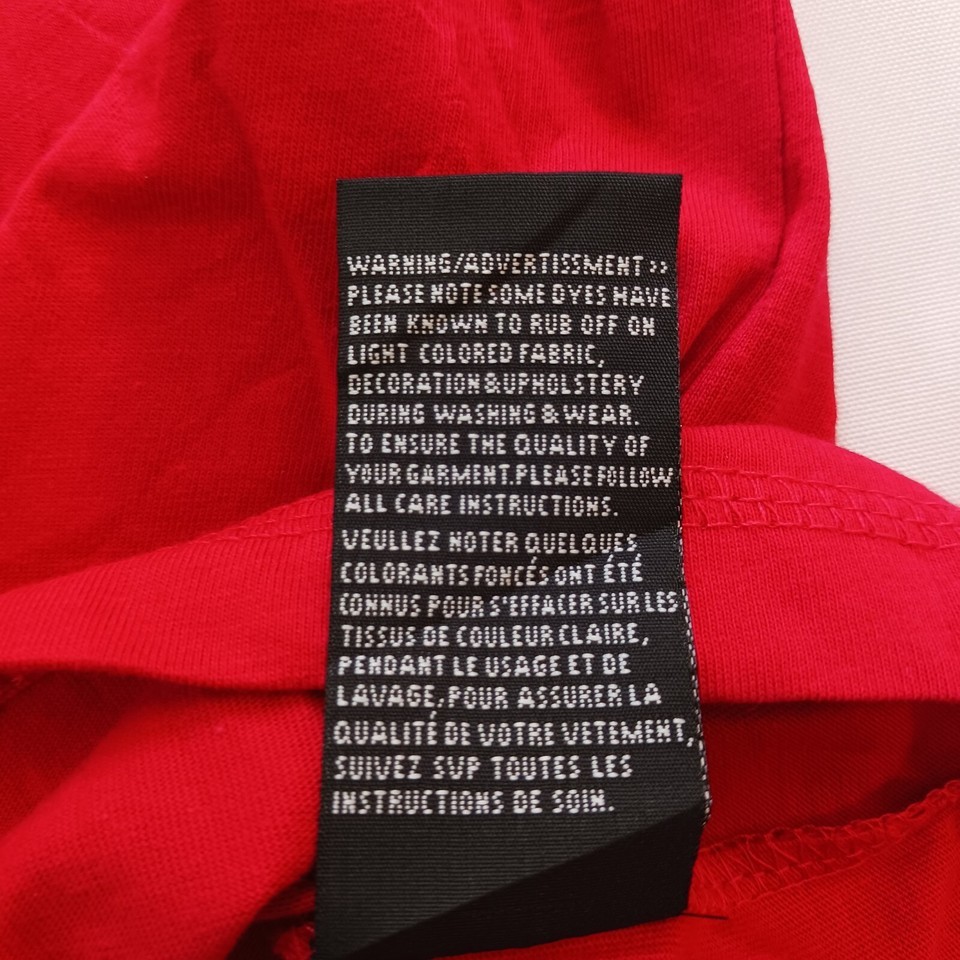 WARNING/ADVERTISSMENT >>
PLEASE NOTE SOME DYES HAVE
BEEN KNOWN TO RUB OFF ON
LIGHT COLORED FABRIC,
DECORATION&UPHOLSTERY
DURING WASHING & WEAR.
TO ENSURE THE QUALITY OF
YOUR GARMENT.PLEASE FOLLOW
ALL CARE INSTRUCTIONS.
VEULLEZ NOTER QUELQUES
COLORANTS FONCÉS ONT ÉTÉ
CONNUS POUR S'EFFACER SUR LES
TISSUS DE COULEUR CLAIRE,
PENDANT LE USAGE ET DE
LAVAGE,POUR ASSURER LA
QUALITÉ DE VOTRE VETEMENT,
SUIVEZ SVP TOUTES LES
INSTRUCTIONS DE SOIN.